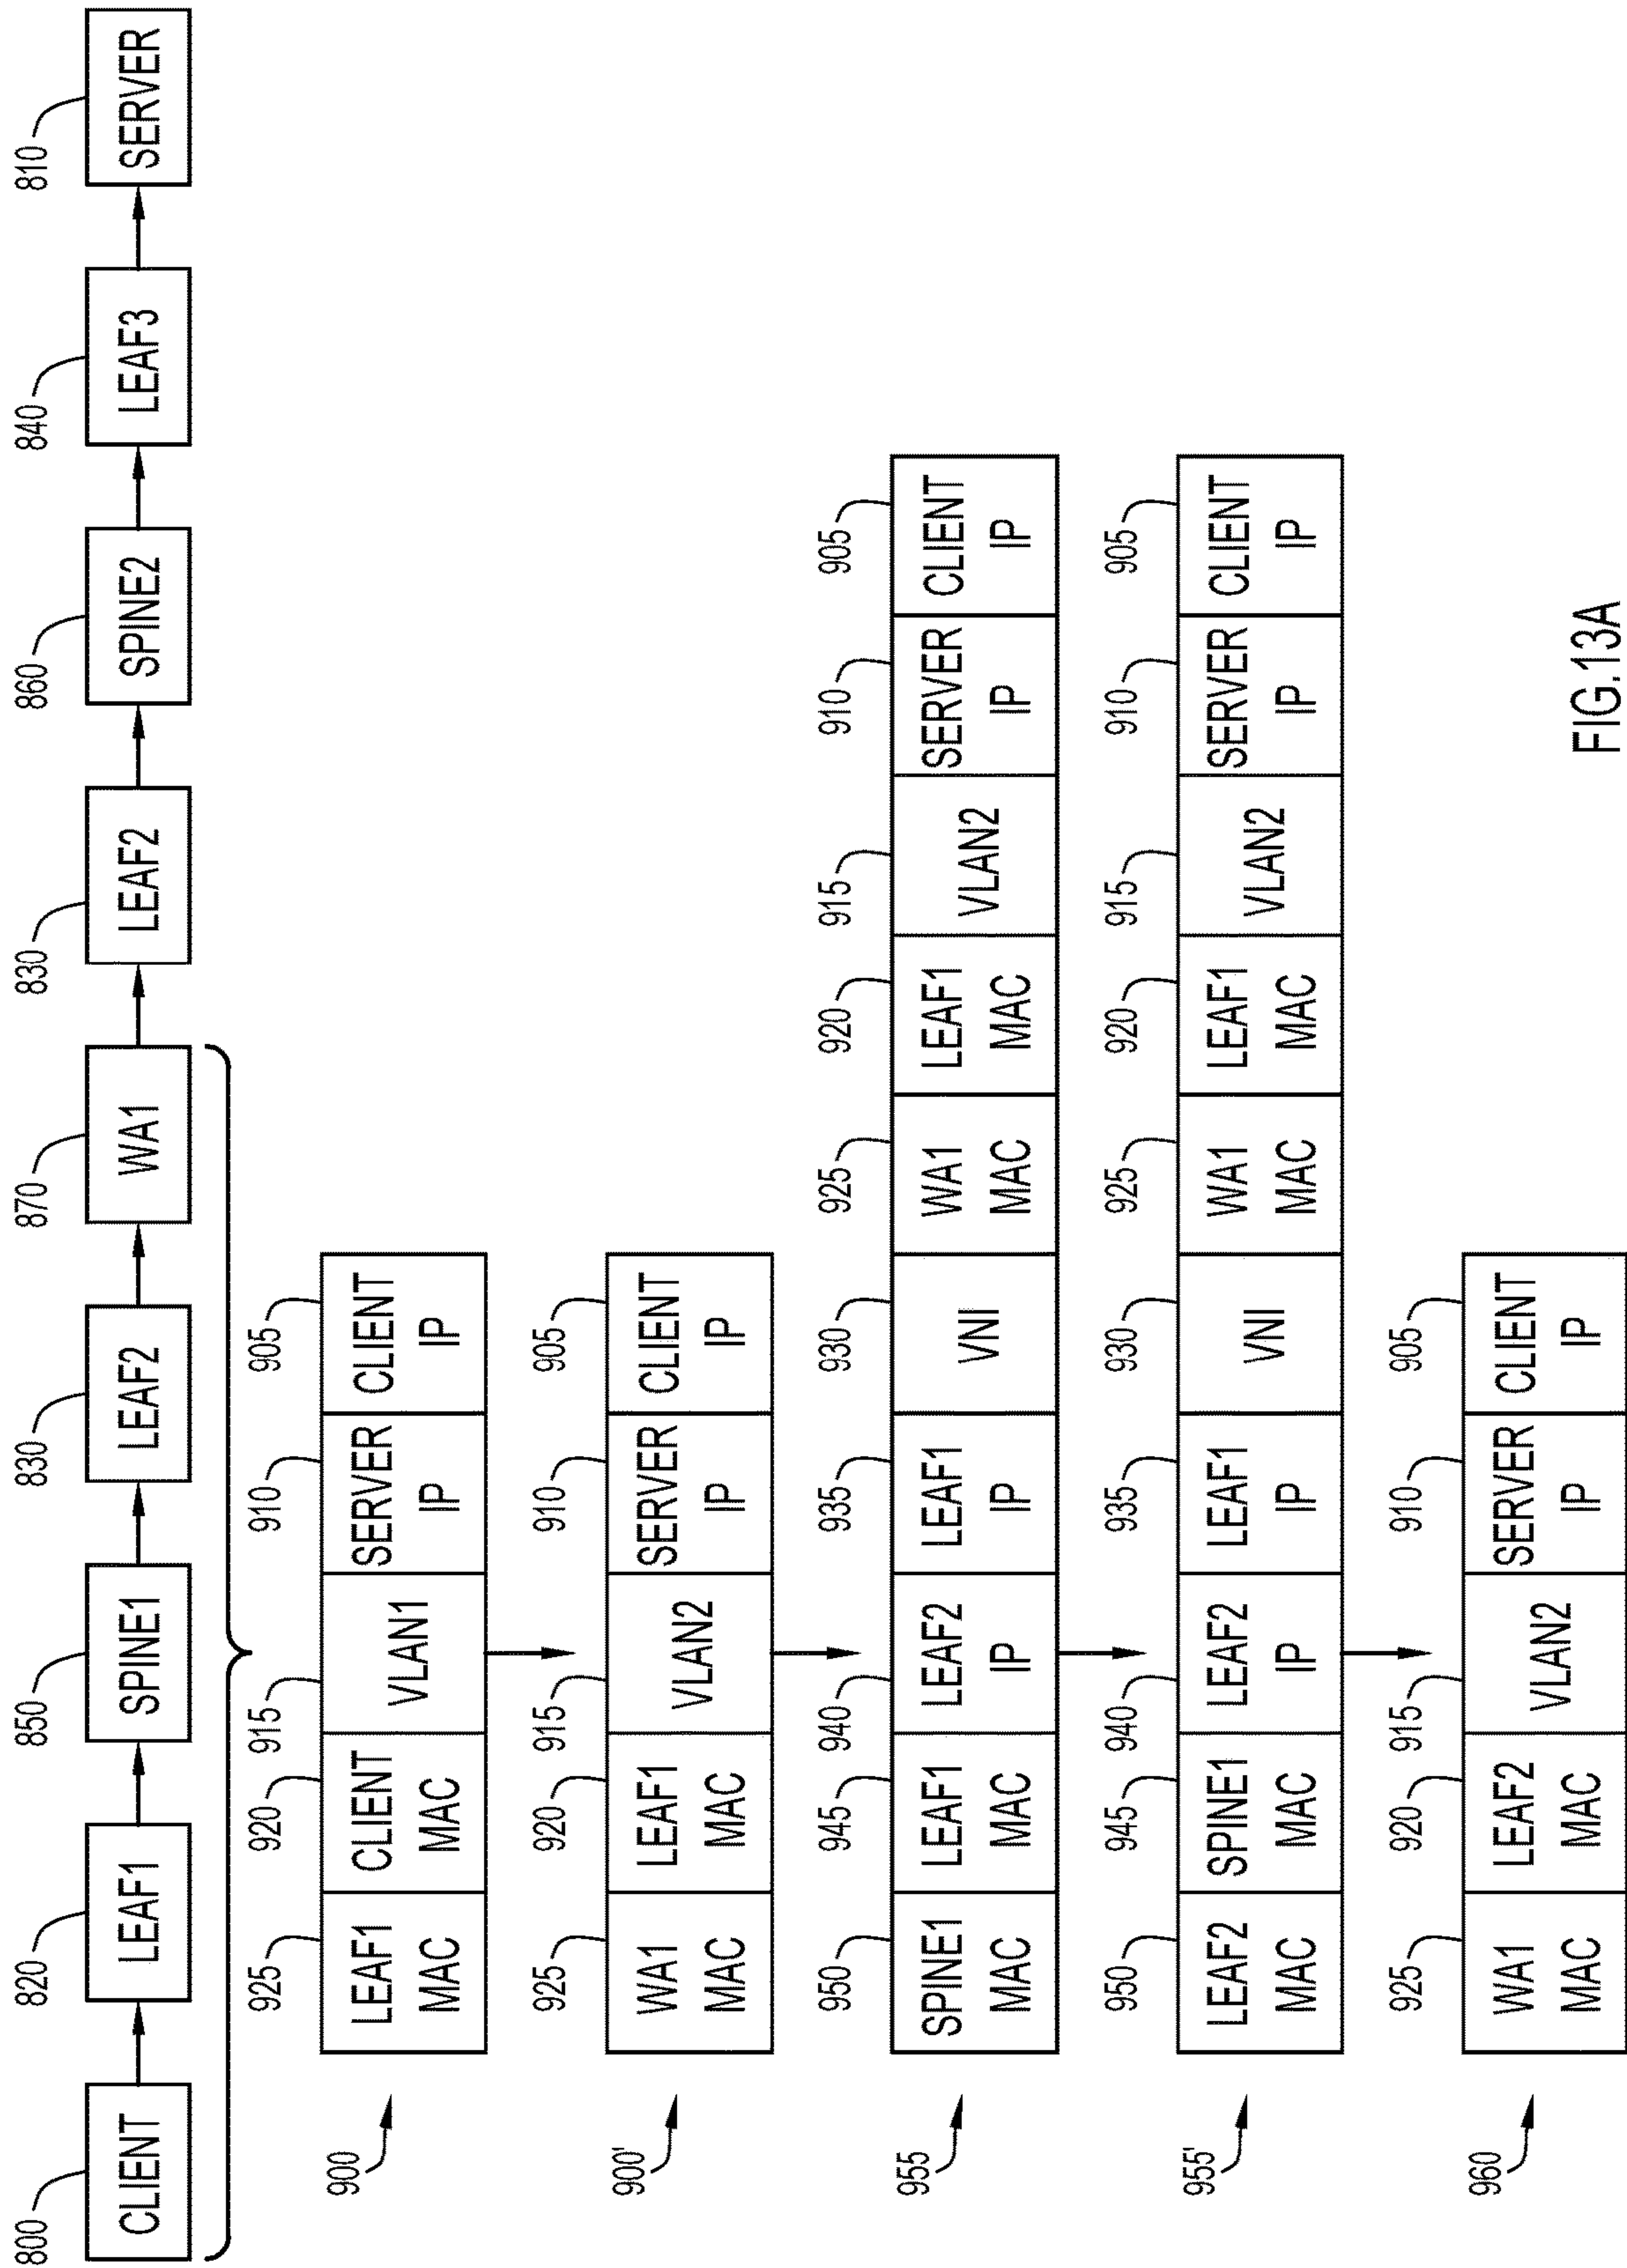 800 820 850 830 870 830 860 840 810
CLIENT LEAF1 SPINE1 LEAF2 WA1 LEAF2 SPINE2 LEAF3 SERVER
925 920 915 910 905
900 LEAF1 CLIENT VLAN1 SERVER CLIENT
MAC MAC IP IP
925 920 915 910 905
900' WA1 LEAF1 VLAN2 SERVER CLIENT
MAC MAC IP IP
950 945 940 935 930 925 920 915 910 905
955 SPINE1 LEAF1 LEAF2 LEAF1 VNI WA1 LEAF1 VLAN2 SERVER CLIENT
MAC MAC IP IP MAC MAC IP IP
950 945 940 935 930 925 920 915 910 905
955' LEAF2 SPINE1 LEAF2 LEAF1 VNI WA1 LEAF1 VLAN2 SERVER CLIENT
MAC MAC IP IP MAC MAC IP IP
925 920 915 910 905
960 WA1 LEAF2 VLAN2 SERVER CLIENT
MAC MAC IP IP
FIG.13A